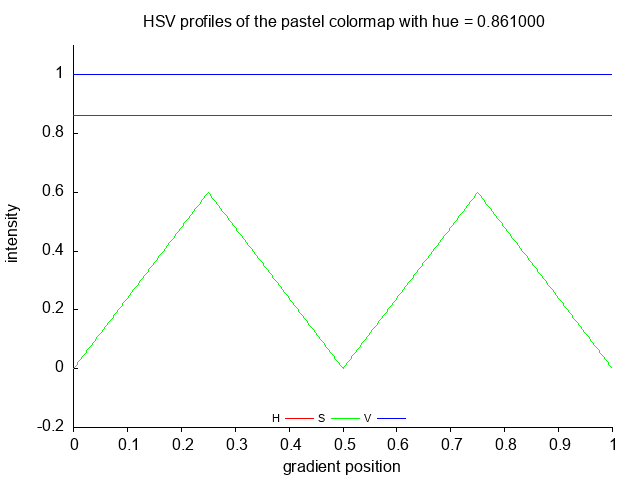 HSV profiles of the pastel colormap with hue = 0.861000
1
0.8
0.6
0.4
0.2
0
-0.2
intensity
H S V
0 0.1 0.2 0.3 0.4 0.5 0.6 0.7 0.8 0.9 1
gradient position